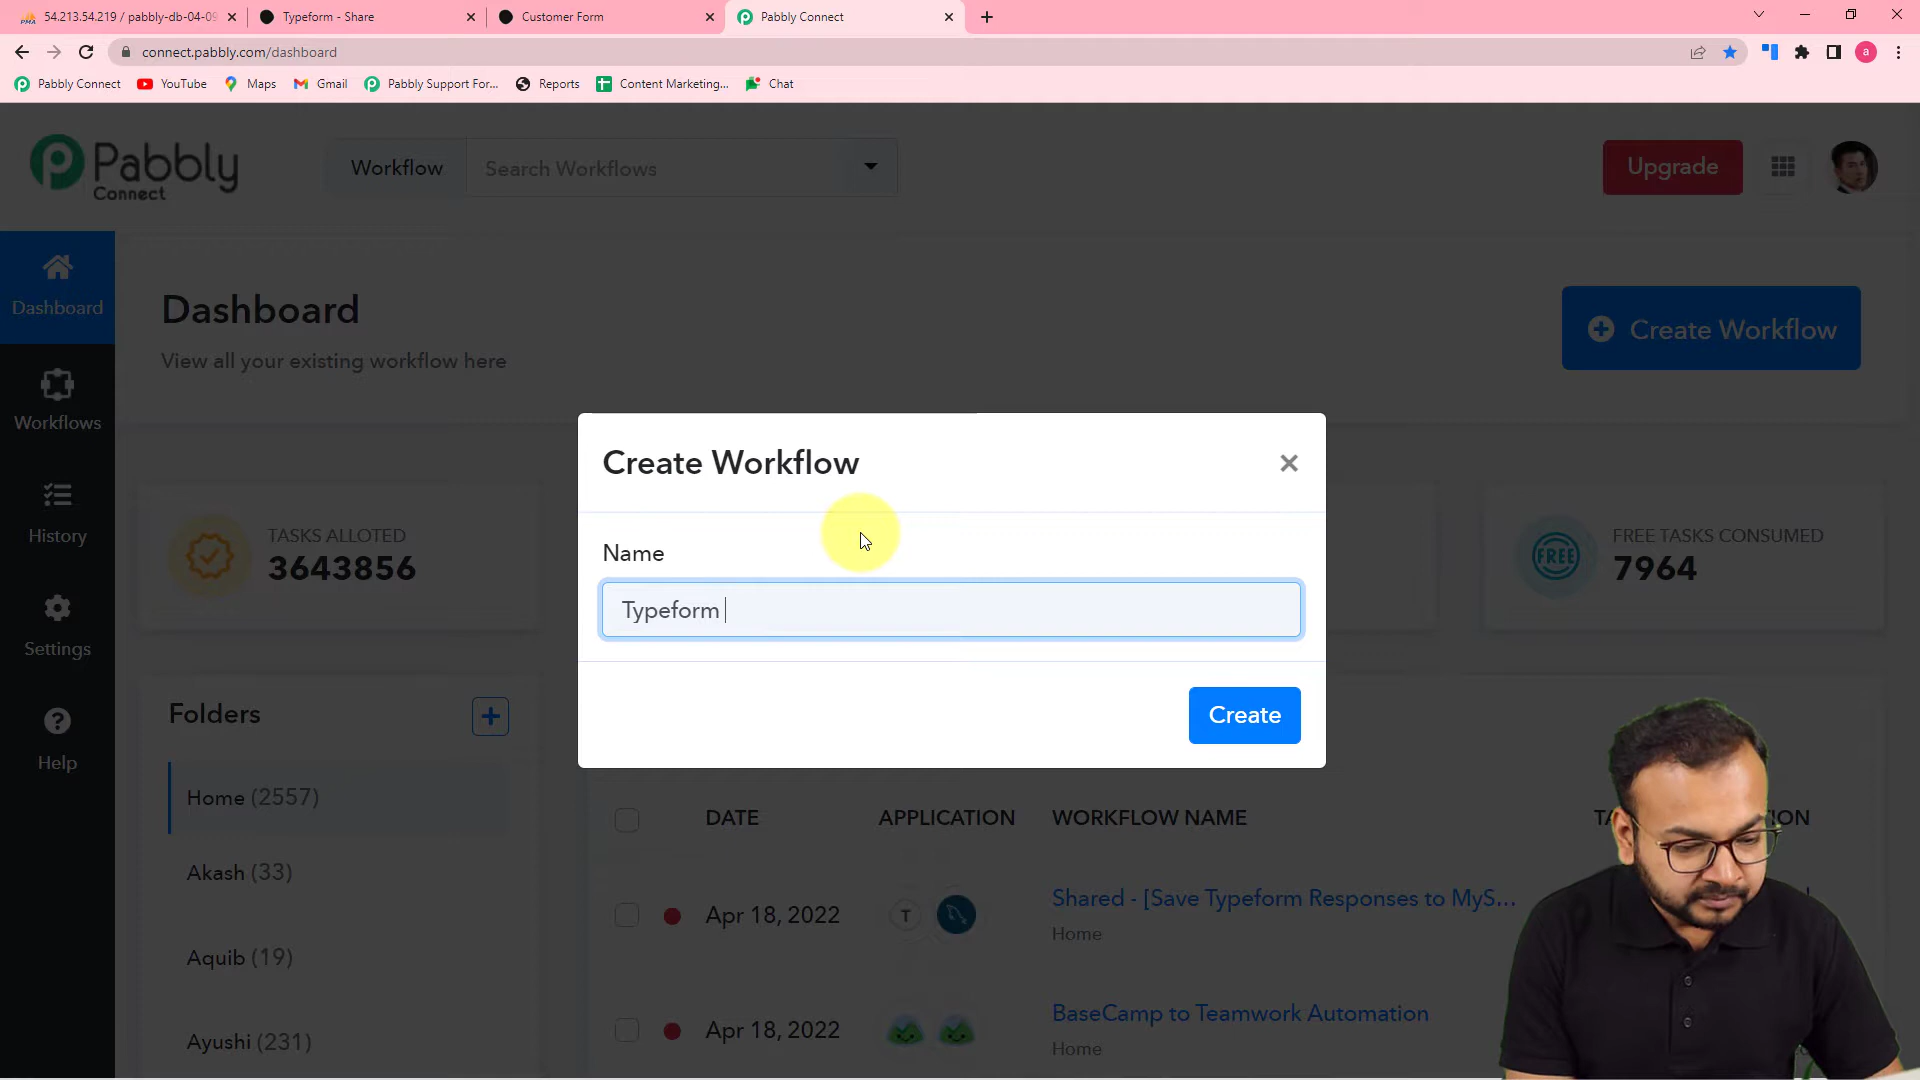 54.213.54.219 / pabbly-db-04-09
Typeform - Share
Customer Form
Pabbly Connect
connect.pabbly.com/dashboard
Pabbly Connect
YouTube
Maps
Gmail
Pabbly Support For...
Reports
Content Marketing...
Chat
a
Pabbly
Connect
Workflow
Search Workflows
Upgrade
Dashboard
Dashboard
View all your existing workflow here
Create Workflow
Workflows
History
Settings
Help
Create Workflow
Name
Typeform
Create
TASKS ALLOTED
3643856
FREE
FREE TASKS CONSUMED
7964
Folders
Home (2557)
Akash (33)
Aquib (19)
Ayushi (231)
DATE
APPLICATION
WORKFLOW NAME
Apr 18, 2022
T
Shared - [Save Typeform Responses to MyS...
Home
Apr 18, 2022
BaseCamp to Teamwork Automation
Home